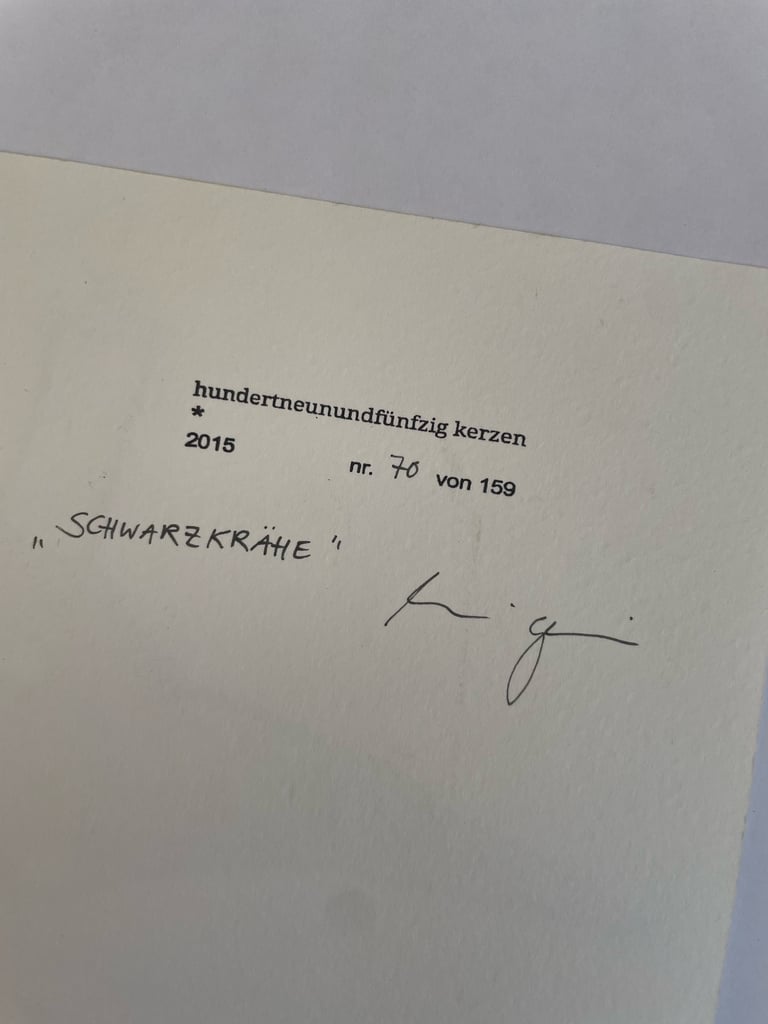 hundertneunundfünfzig kerzen
*
2015
nr. 70 von 159
„SCHWARZKRÄHE"